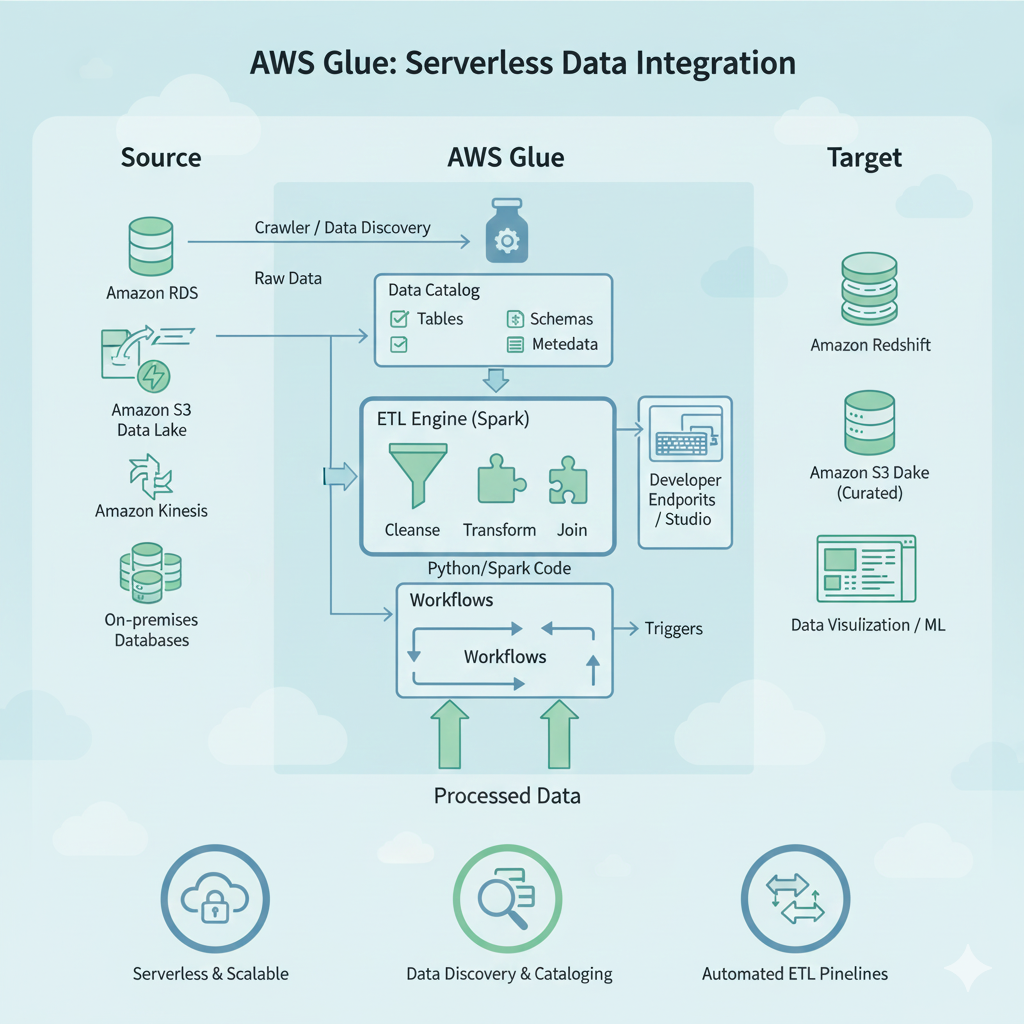 AWS Glue: Serverless Data Integration
Source
AWS Glue
Target
Crawler / Data Discovery
Amazon RDS
Raw Data
Data Catalog
Tables
Schemas
Metedata
Amazon S3
Data Lake
Amazon Kinesis
On-premises
Databases
ETL Engine (Spark)
Cleanse
Transform
Join
Python/Spark Code
Developer
Endporits
/ Studio
Workflows
Workflows
Triggers
Processed Data
Amazon Redshift
Amazon S3 Dake
(Curated)
Data Visulization / ML
Serverless & Scalable
Data Discovery & Cataloging
Automated ETL Pinelines